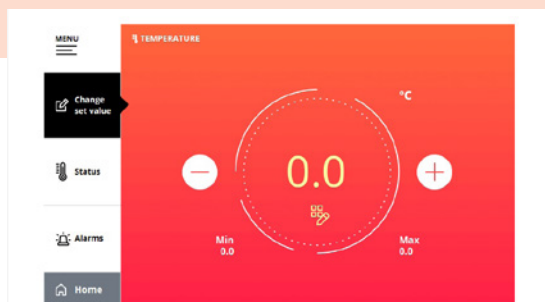 MENU
TEMPERATURE
Change
set value
°C
Status
0.0
Alarms
Min
0.0
Max
0.0
Home